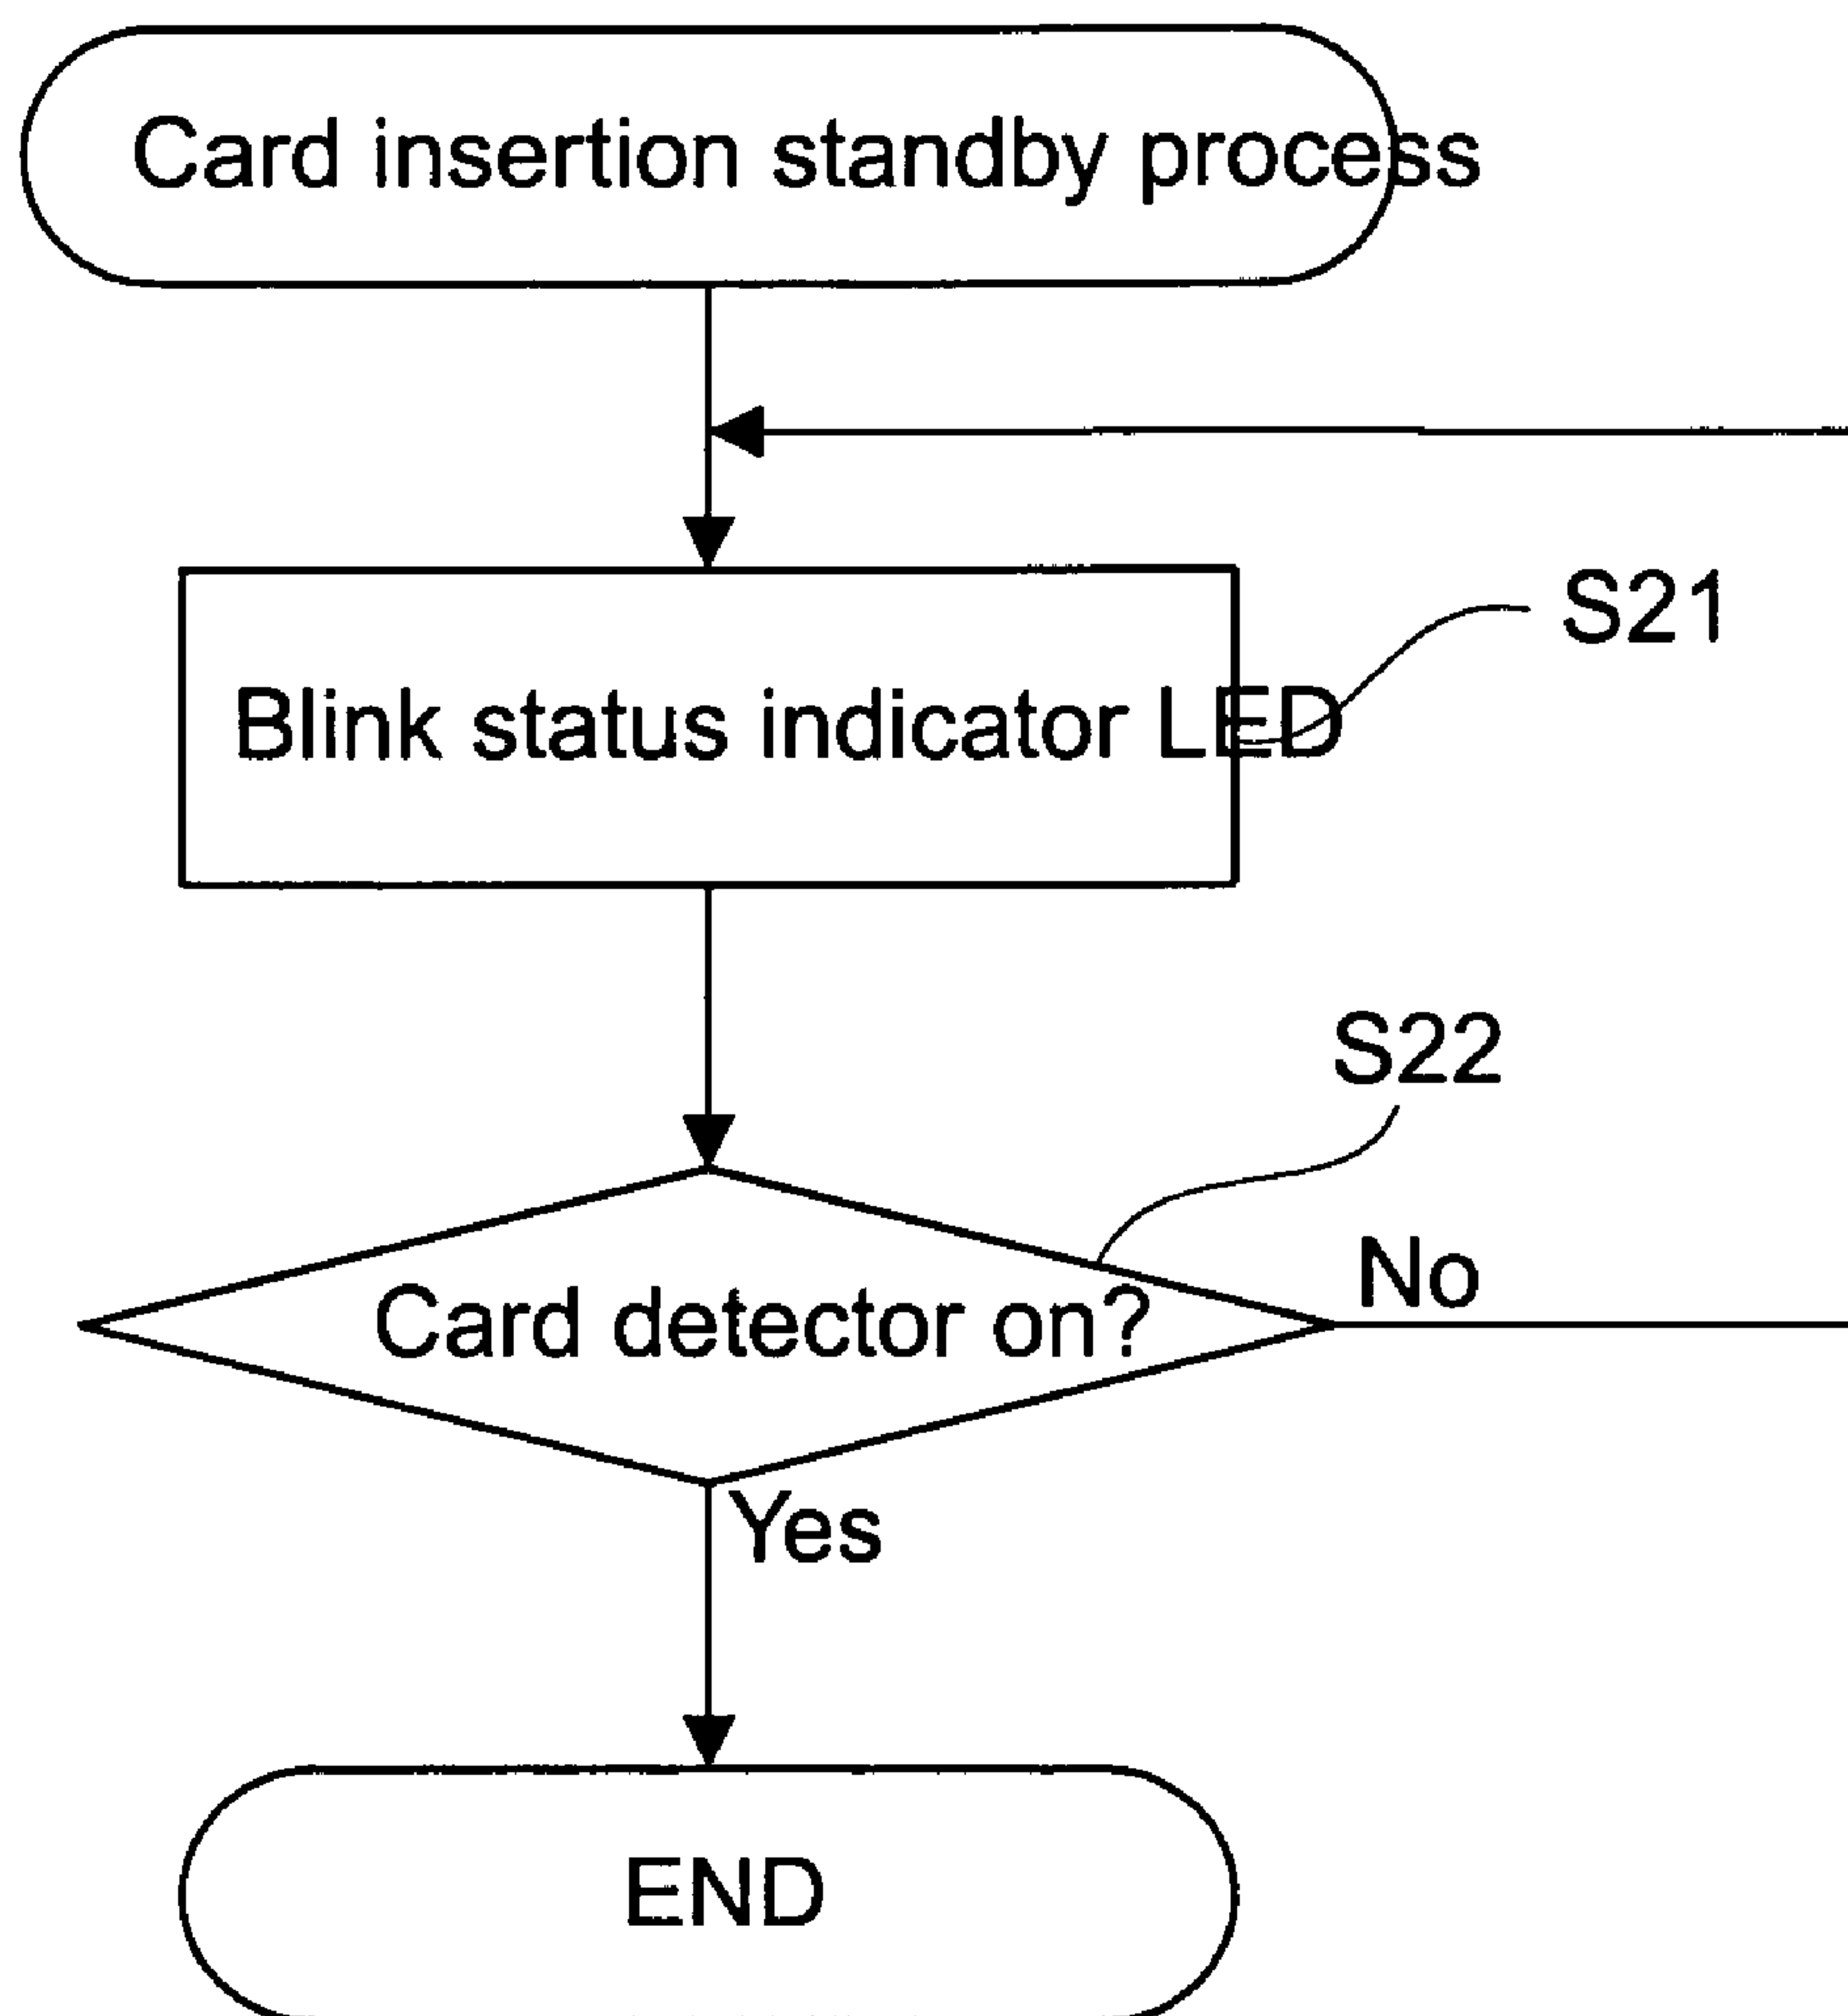 Card insertion standby process
S21
Blink status indicator LED
S22
No
Card detector on?
Yes
END